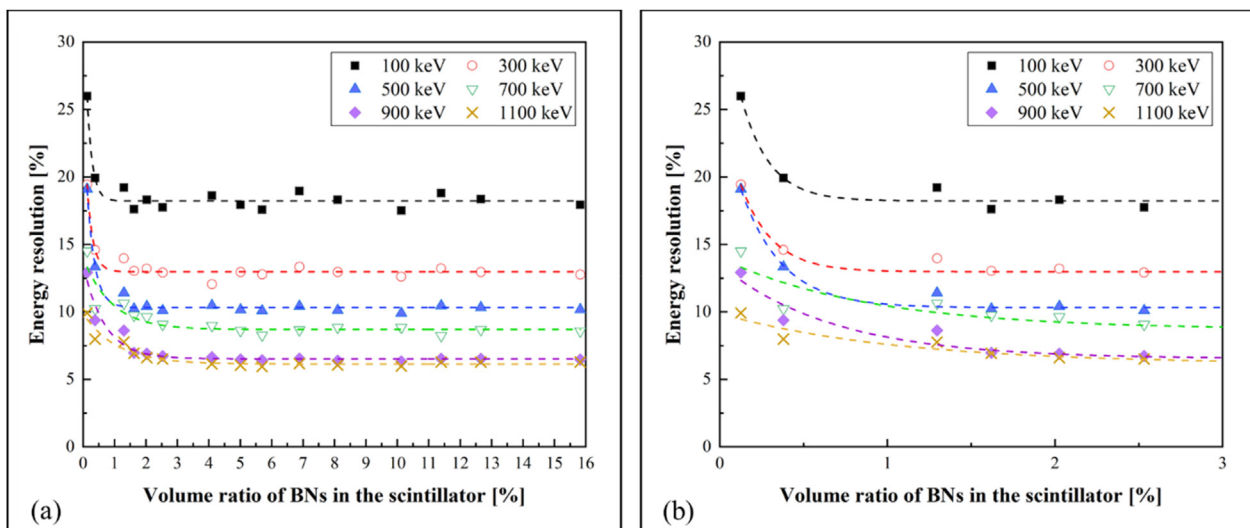 30
25
20
15
10
5
0
Energy resolution [%]
100 keV 300 keV
500 keV 700 keV
900 keV 1100 keV
0 1 2 3 4 5 6 7 8 9 10 11 12 13 14 15 16
Volume ratio of BNs in the scintillator [%]
(a)
30
25
20
15
10
5
0
Energy resolution [%]
100 keV 300 keV
500 keV 700 keV
900 keV 1100 keV
0 1 2 3
Volume ratio of BNs in the scintillator [%]
(b)